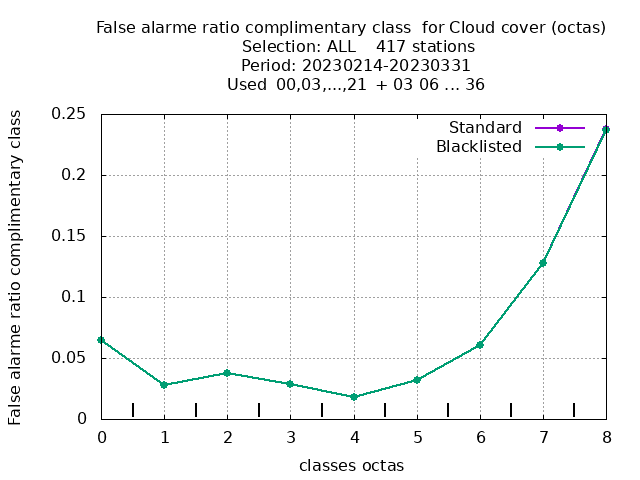 False alarme ratio complimentary class  for Cloud cover (octas)
Selection: ALL    417 stations
Period: 20230214-20230331
Used  00,03,...,21  + 03 06 ... 36
False alarme ratio complimentary class
0.25
0.2
0.15
0.1
0.05
0
Standard
Blacklisted
0 1 2 3 4 5 6 7 8
classes octas